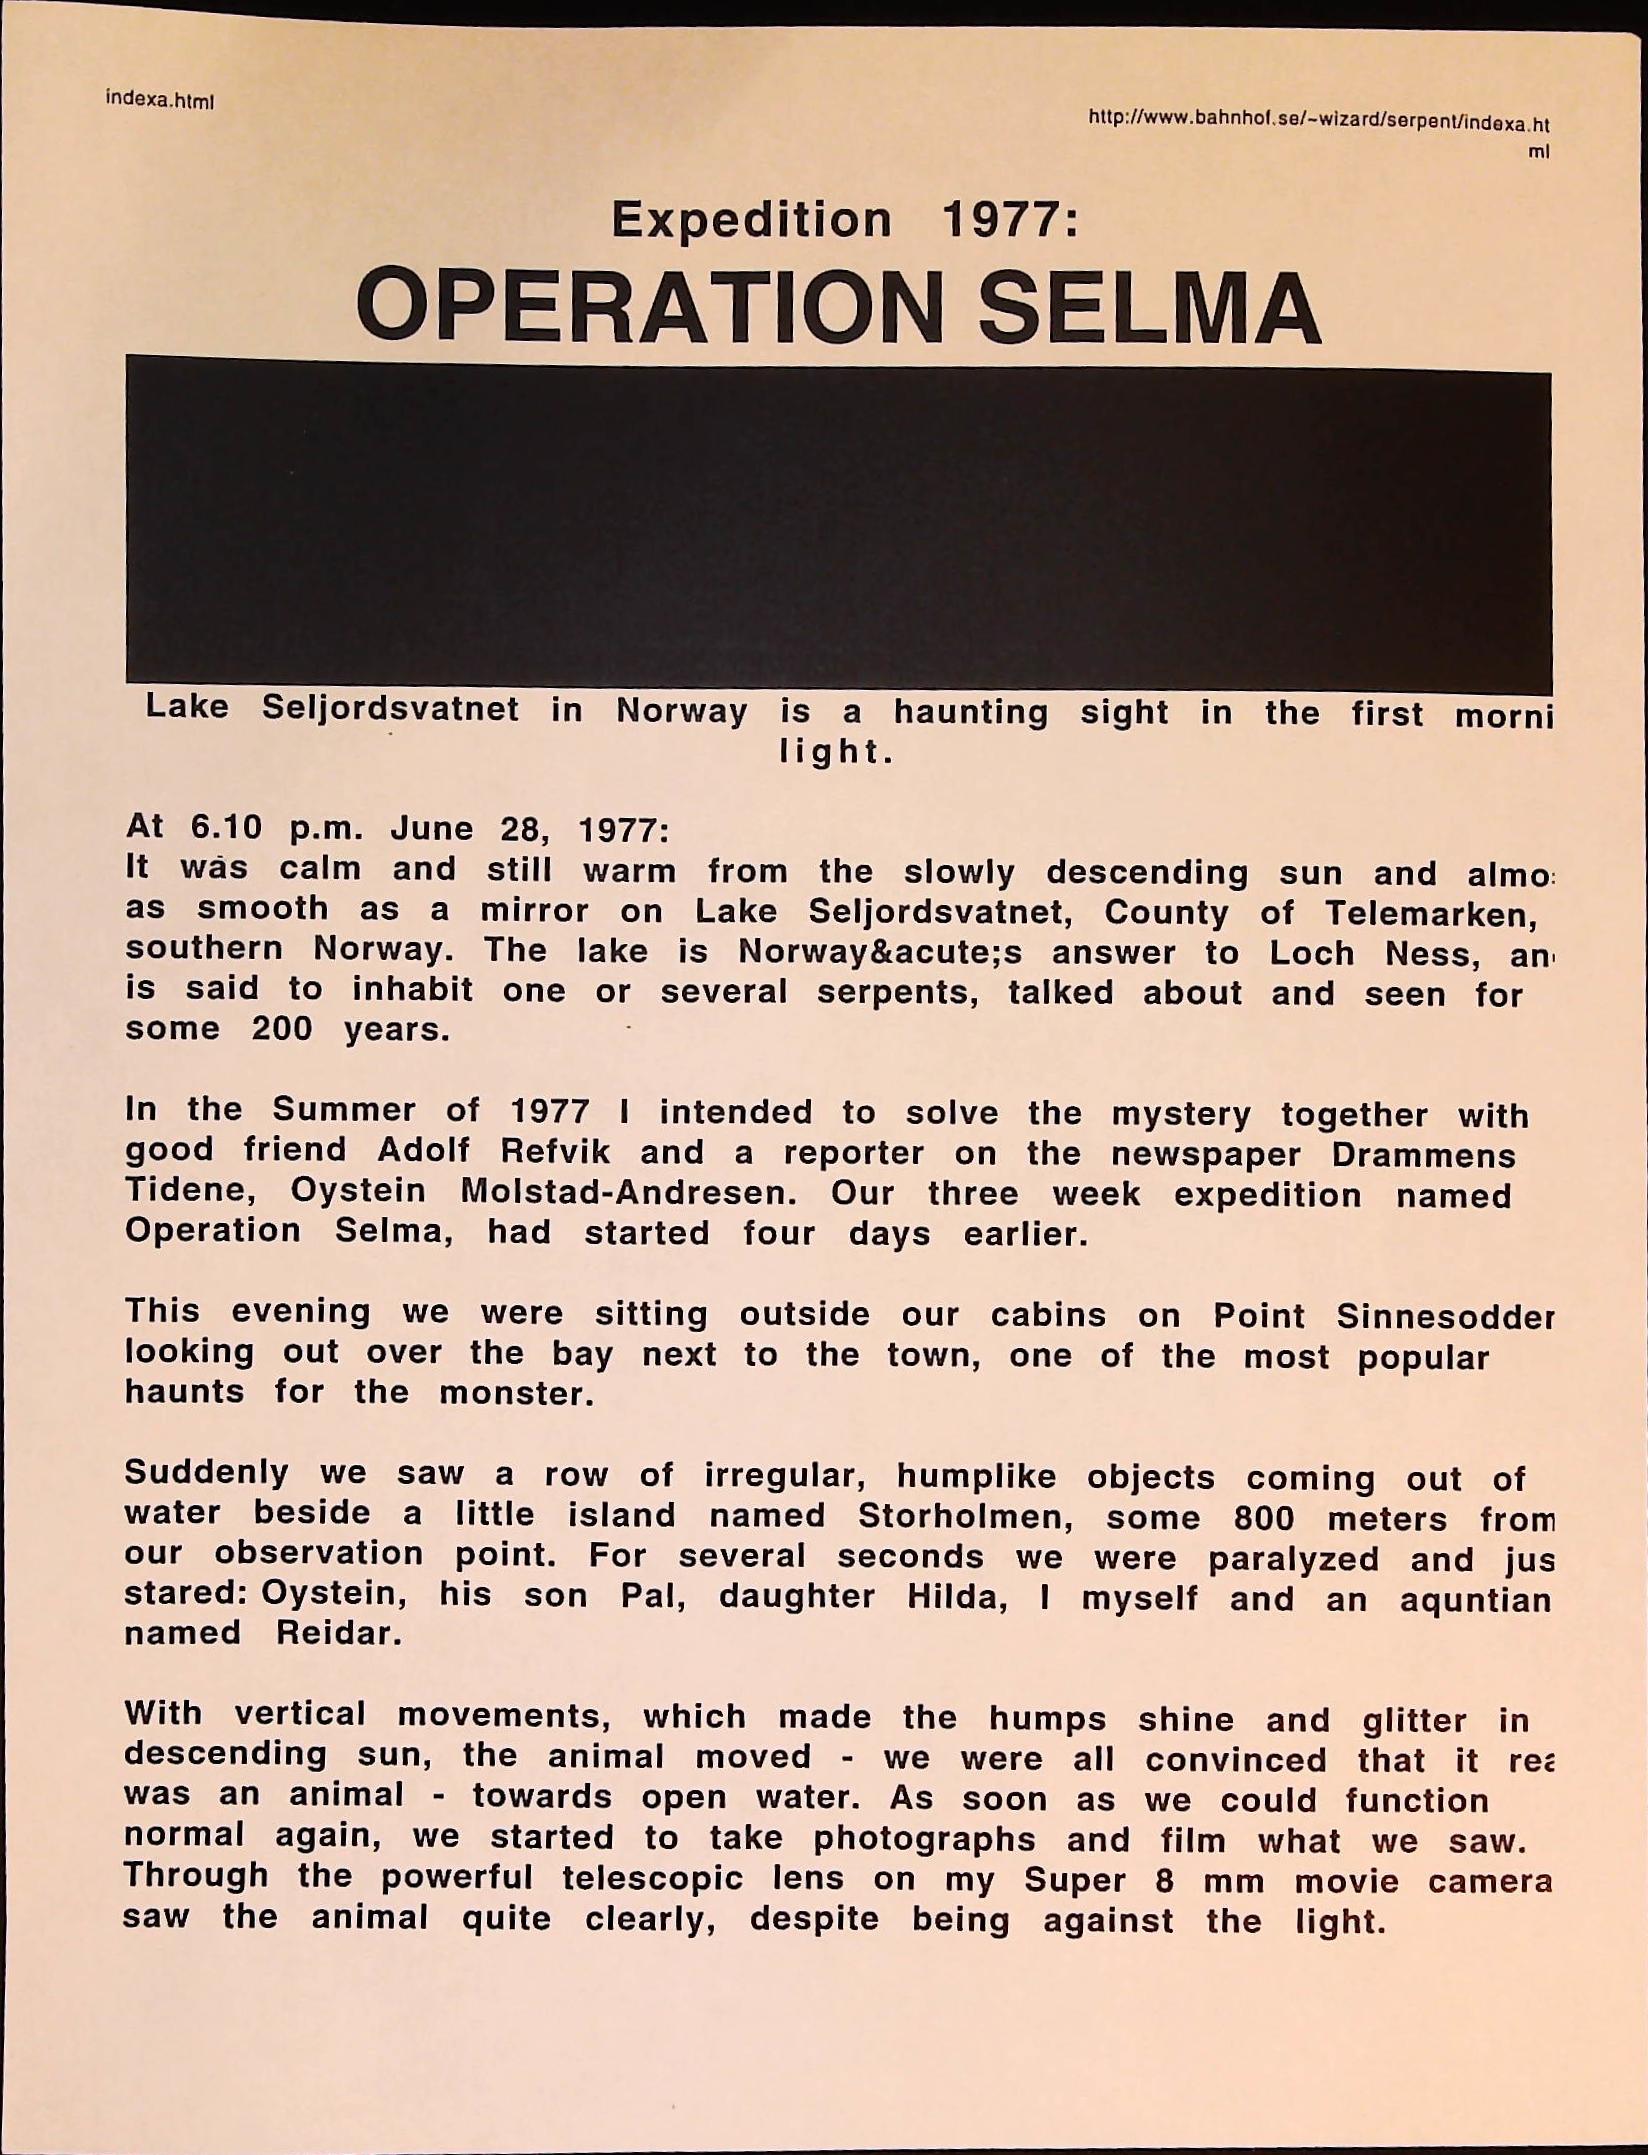 indexa.html
http://www.bahnhof.se/~wizard/serpent/indexa.ht
ml
Expedition 1977:
OPERATION SELMA
Lake Seljordsvatnet in Norway is a haunting sight in the first morni
light.
At 6.10 p.m. June 28, 1977:
It was calm and still warm from the slowly descending sun and almo
as smooth as a mirror on Lake Seljordsvatnet, County of Telemarken,
southern Norway. The lake is Norway&acute;s answer to Loch Ness, an
is said to inhabit one or several serpents, talked about and seen for
some 200 years.
In the Summer of 1977 I intended to solve the mystery together with
good friend Adolf Refvik and a reporter on the newspaper Drammens
Tidene, Oystein Molstad-Andresen. Our three week expedition named
Operation Selma, had started four days earlier.
This evening we were sitting outside our cabins on Point Sinnesodder
looking out over the bay next to the town, one of the most popular
haunts for the monster.
Suddenly we saw a row of irregular, humplike objects coming out of
water beside a little island named Storholmen, some 800 meters from
our observation point. For several seconds we were paralyzed and jus
stared: Oystein, his son Pal, daughter Hilda, I myself and an aquntian
named Reidar.
With vertical movements, which made the humps shine and glitter in
descending sun, the animal moved - we were all convinced that it rea
was an animal - towards open water. As soon as we could function
normal again, we started to take photographs and film what we saw.
Through the powerful telescopic lens on my Super 8 mm movie camera
saw the animal quite clearly, despite being against the light.